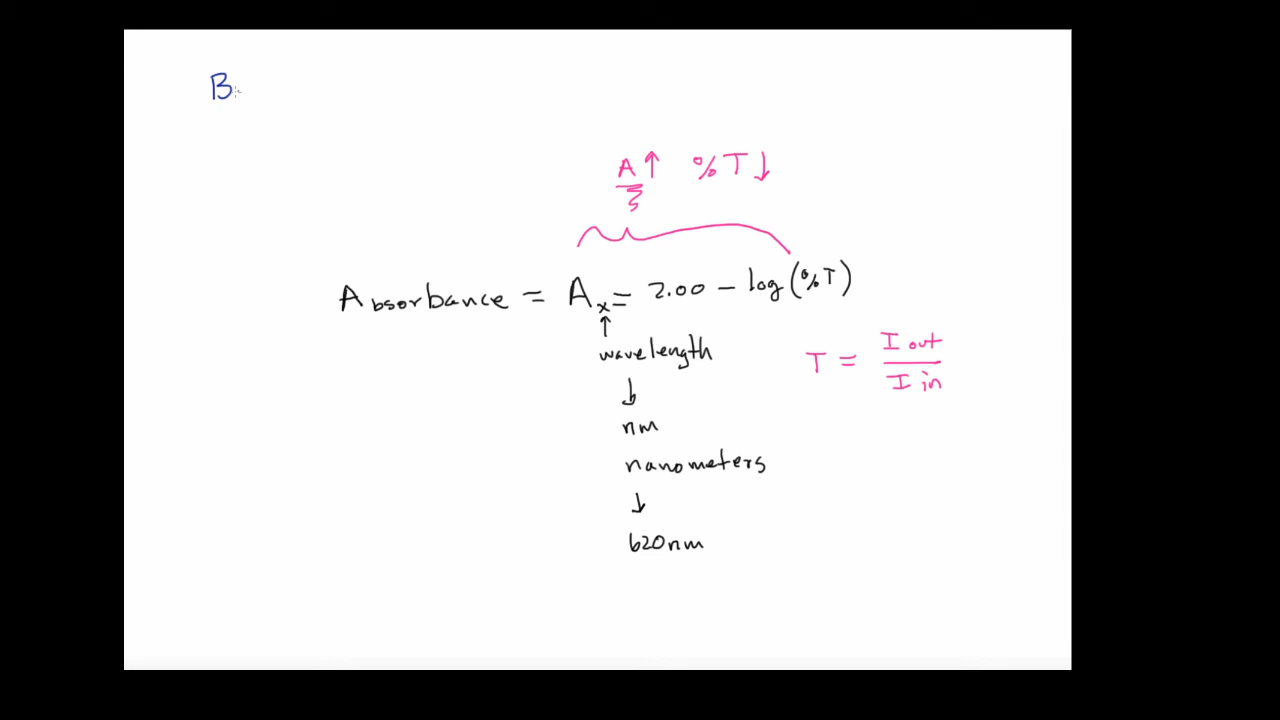 B
A ↑ %T ↓
Absorbance = Aₓ = 2.00 - log (%T)
↑
wavelength
T = I out / I in
↓
nm
nanometers
↓
620nm